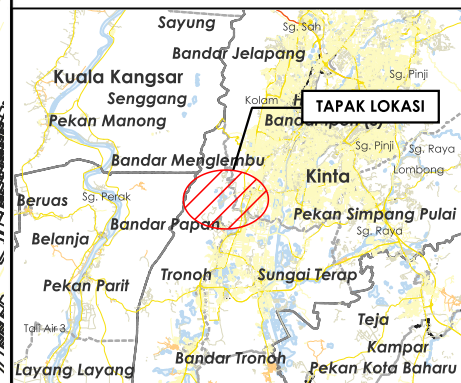 Sayung
Sg. Sah
Bandar Jelapang
Kuala Kangsar
Sg. Pinji
Senggang
Kolam
TAPAK LOKASI
Pekan Manong
Sg. Pinji
Sg. Raya
Bandar Menglembu
Lombong
Kinta
Beruas
Sg. Perak
Pekan Simpang Pulai
Bandar Papan
Sg. Raya
Belanja
Tronoh
Sungai Terap
Pekan Parit
Teja
Tali Air 3
Kampar
Bandar Tronoh
Layang Layang
Pekan Kota Baharu